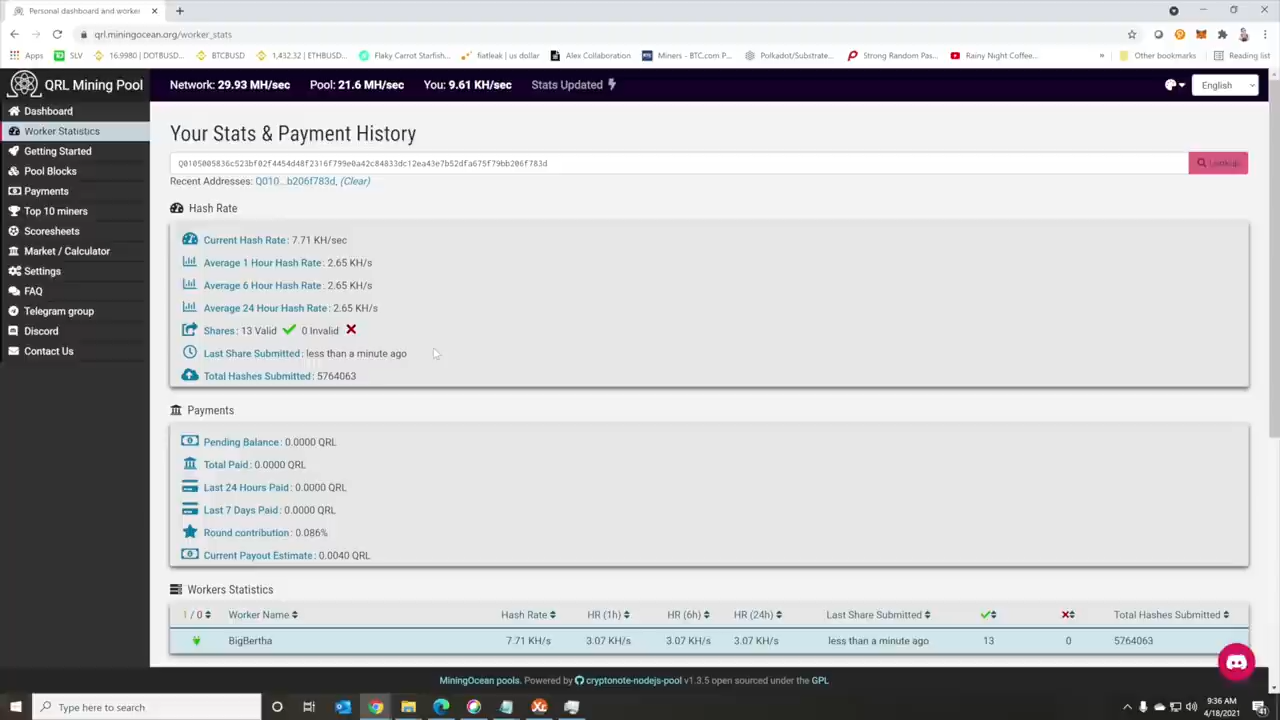 Personal dashboard and worker
qrl.miningocean.org/worker_stats
Apps SLV 16.9980 | DOTBUSD... BTCBUSD 1,432.32 | ETHBUSD... Flaky Carrot Starfish... fiatleak | us dollar Alex Collaboration Miners - BTC.com P... Polkadot/Substrate... Strong Random Pas... Rainy Night Coffee... » Other bookmarks Reading list
QRL Mining Pool Network: 29.93 MH/sec Pool: 21.6 MH/sec You: 9.61 KH/sec Stats Updated English
Dashboard
Worker Statistics
Getting Started
Pool Blocks
Payments
Top 10 miners
Scoresheets
Market / Calculator
Settings
FAQ
Telegram group
Discord
Contact Us
Your Stats & Payment History
Q0105005836c523bf02f4454d48f2316f799e0a42c84833dc12ea43e7b52dfa675f79bb206f783d Lookup
Recent Addresses: Q010...b206f783d, (Clear)
Hash Rate
Current Hash Rate: 7.71 KH/sec
Average 1 Hour Hash Rate: 2.65 KH/s
Average 6 Hour Hash Rate: 2.65 KH/s
Average 24 Hour Hash Rate: 2.65 KH/s
Shares: 13 Valid 0 Invalid
Last Share Submitted: less than a minute ago
Total Hashes Submitted: 5764063
Payments
Pending Balance: 0.0000 QRL
Total Paid: 0.0000 QRL
Last 24 Hours Paid: 0.0000 QRL
Last 7 Days Paid: 0.0000 QRL
Round contribution: 0.086%
Current Payout Estimate: 0.0040 QRL
Workers Statistics
1 / 0 Worker Name Hash Rate HR (1h) HR (6h) HR (24h) Last Share Submitted Total Hashes Submitted
BigBertha 7.71 KH/s 3.07 KH/s 3.07 KH/s 3.07 KH/s less than a minute ago 13 0 5764063
MiningOcean pools. Powered by cryptonote-nodejs-pool v1.3.5 open sourced under the GPL
Type here to search
9:36 AM
4/18/2021
41